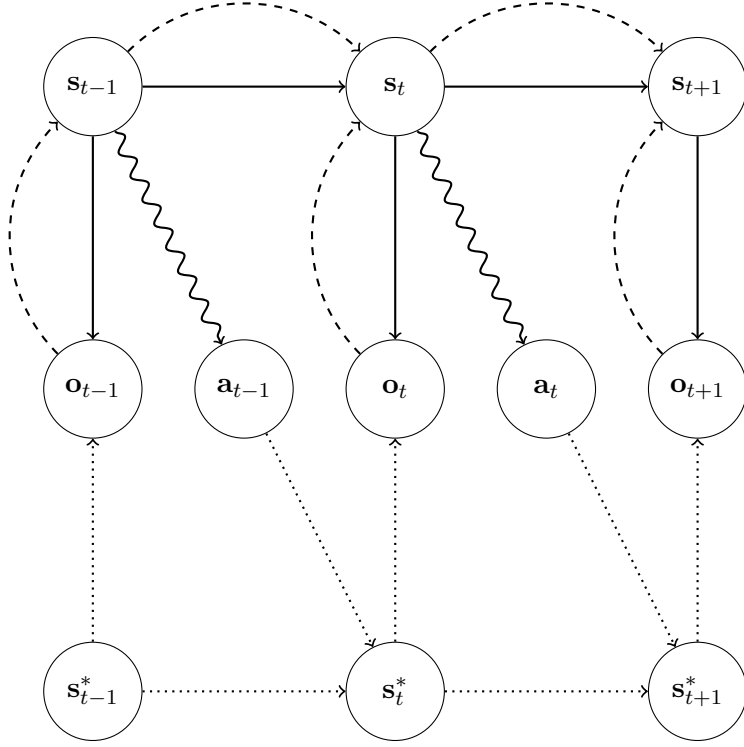 s_{t−1} s_t s_{t+1}
o_{t−1} a_{t−1} o_t a_t o_{t+1}
s^*_{t−1} s^*_t s^*_{t+1}